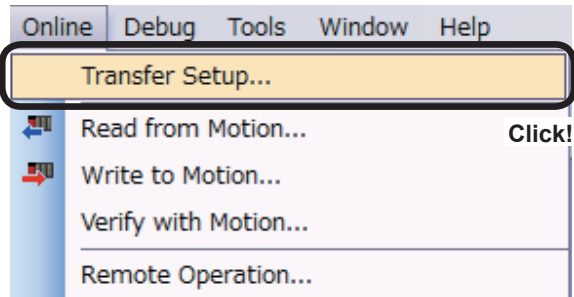 Online Debug Tools Window Help
Transfer Setup...
Read from Motion...
Click!
Write to Motion...
Verify with Motion...
Remote Operation...